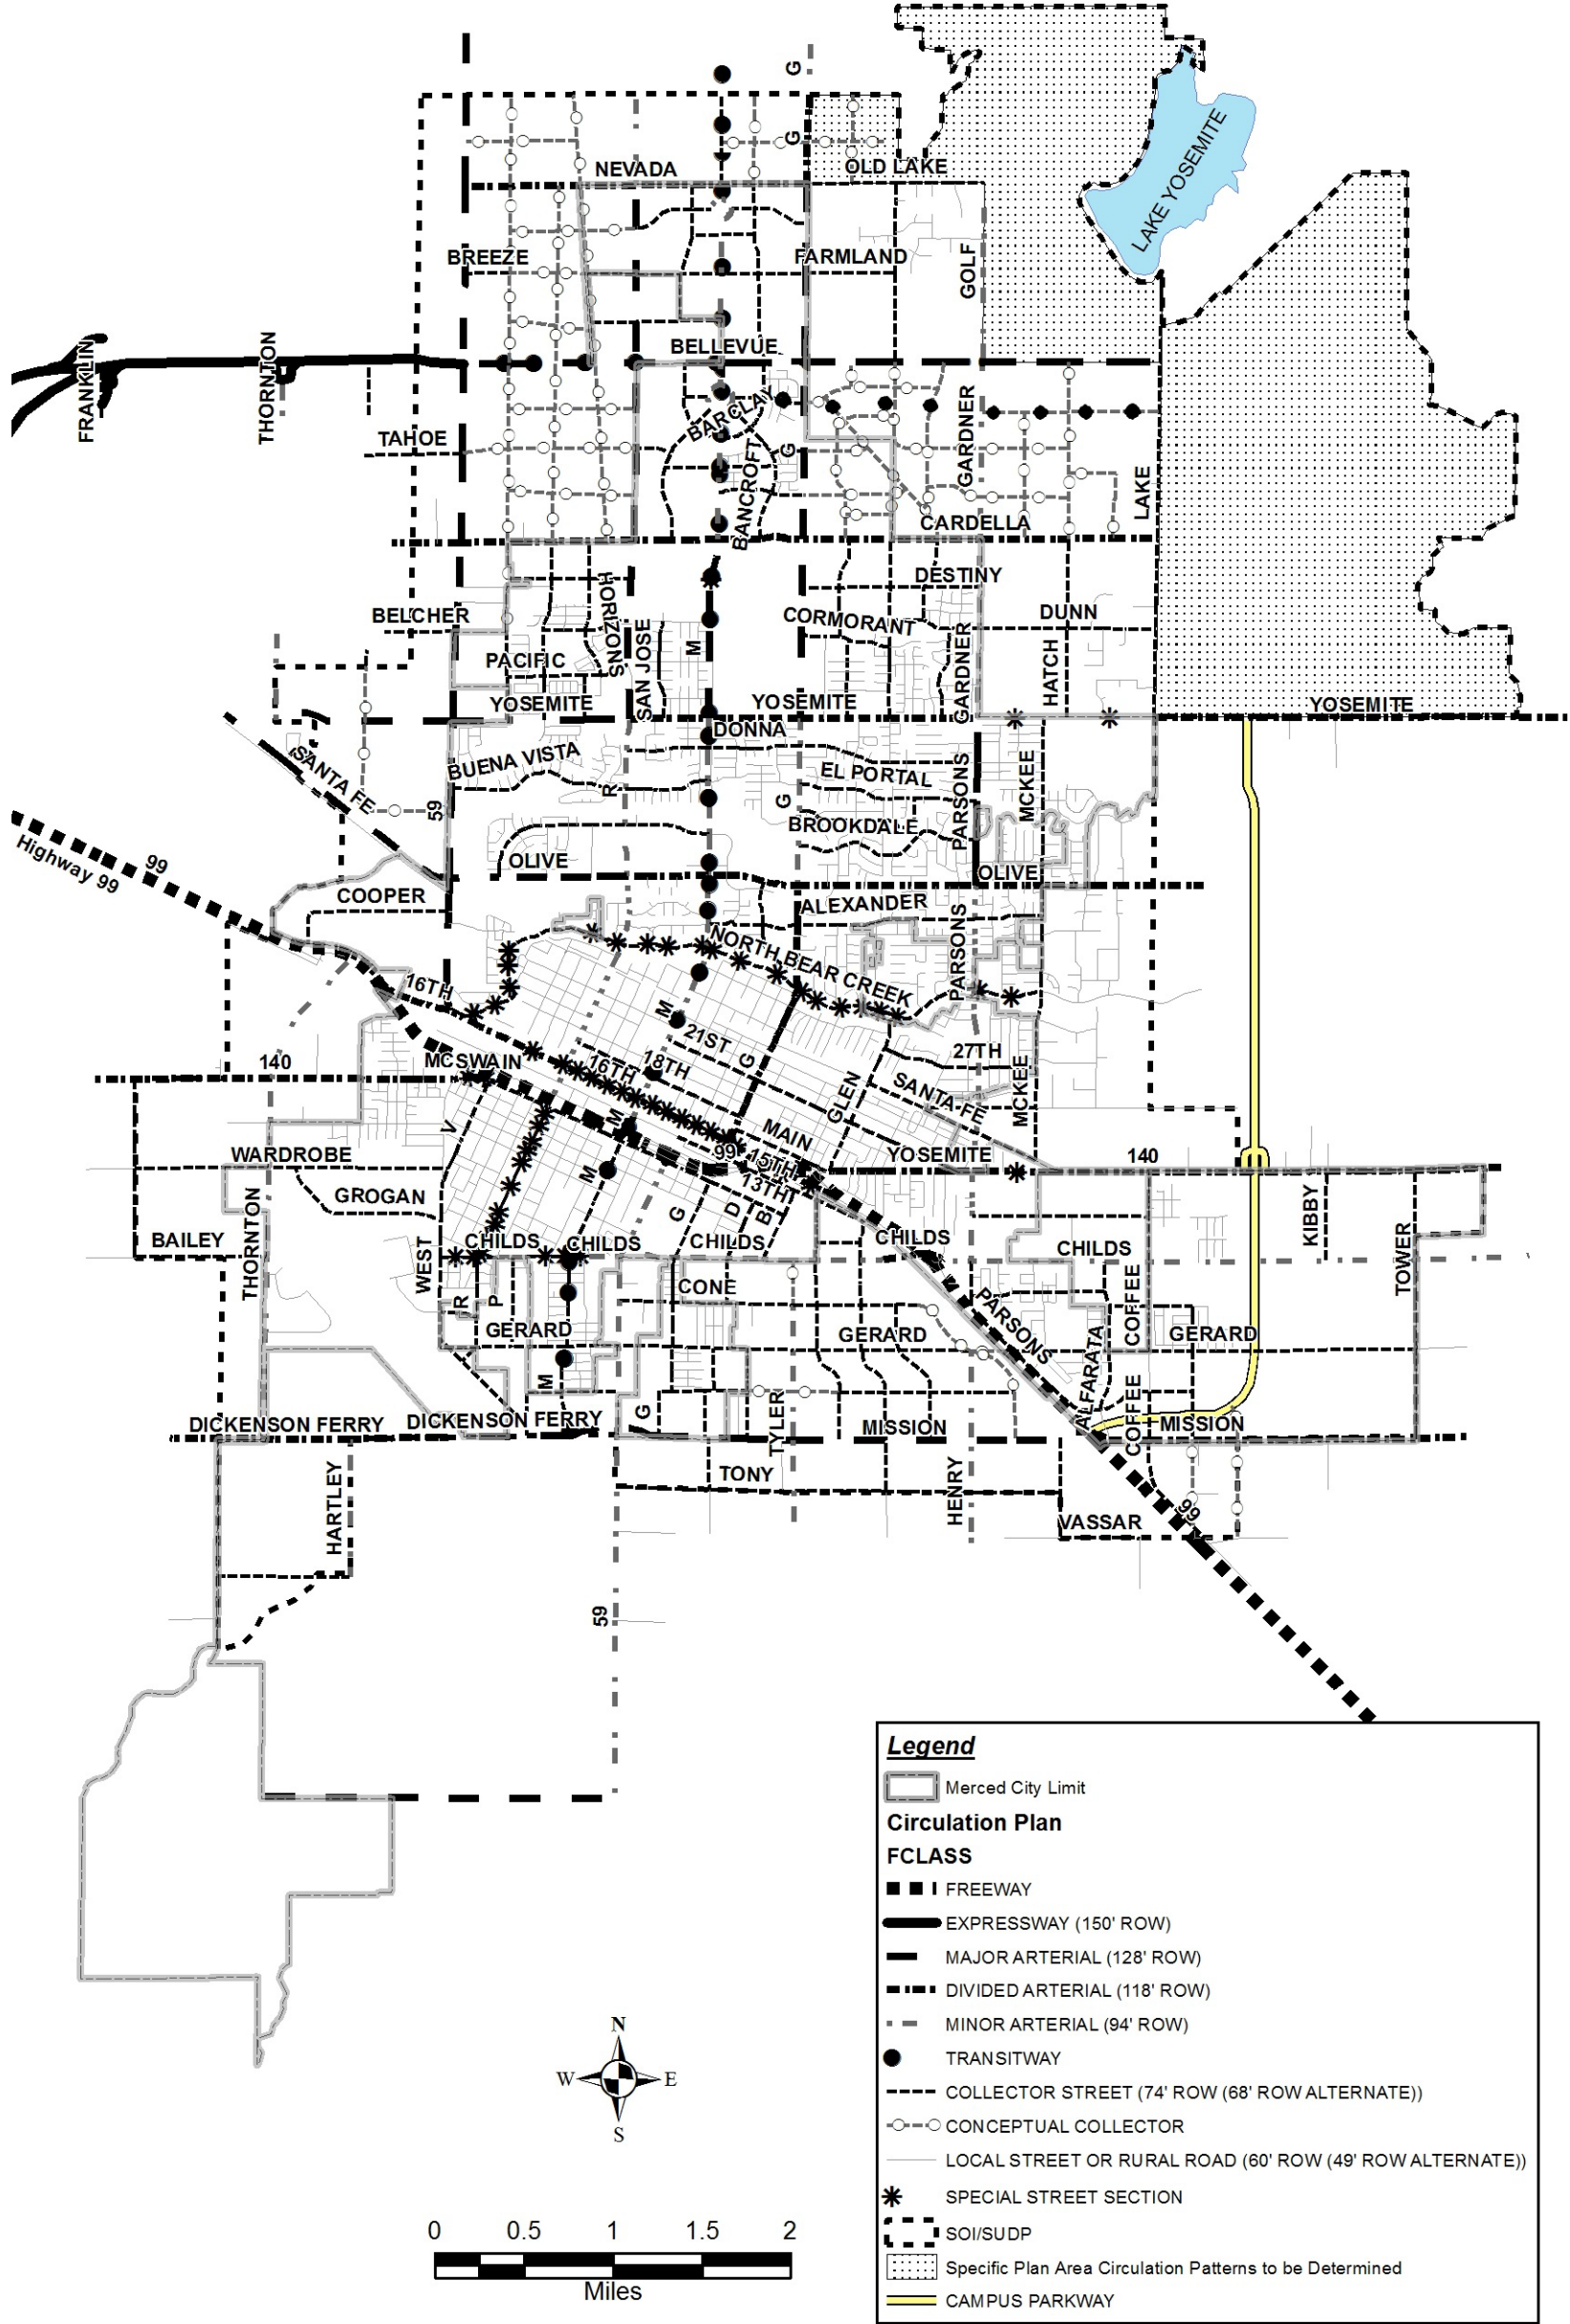 G
G
OLD LAKE
NEVADA
LAKE YOSEMITE
BREEZE
FARMLAND
GOLF
FRANKLIN
THORNTON
BELLEVUE
BARCLAY
TAHOE
BANCROFT
G
GARDNER
LAKE
CARDELLA
DESTINY
HORIZONS
BELCHER
CORMORANT
DUNN
PACIFIC
SAN JOSE
M
GARDNER
HATCH
YOSEMITE
YOSEMITE
YOSEMITE
DONNA
SANTA FE
BUENA VISTA
R
EL PORTAL
PARSONS
MCKEE
59
G
BROOKDALE
99
Highway 99
OLIVE
OLIVE
COOPER
ALEXANDER
PARSONS
NORTH BEAR CREEK
16TH
M
21ST
140
MCSWAIN
16TH
18TH
G
27TH
GLEN
SANTA FE
MCKEE
V
M
MAIN
WARDROBE
99
15TH
YOSEMITE
140
M
13TH
GROGAN
THORNTON
G
D
B
KIBBY
BAILEY
WEST
CHILDS
CHILDS
CHILDS
CHILDS
CHILDS
TOWER
R
P
CONE
PARSONS
COFFEE
GERARD
GERARD
ALFARATA
GERARD
M
G
DICKENSON FERRY
DICKENSON FERRY
TYLER
MISSION
COFFEE
MISSION
HARTLEY
TONY
HENRY
VASSAR
99
59
Legend
Merced City Limit
Circulation Plan
FCLASS
FREEWAY
EXPRESSWAY (150' ROW)
MAJOR ARTERIAL (128' ROW)
DIVIDED ARTERIAL (118' ROW)
MINOR ARTERIAL (94' ROW)
TRANSITWAY
COLLECTOR STREET (74' ROW (68' ROW ALTERNATE))
CONCEPTUAL COLLECTOR
LOCAL STREET OR RURAL ROAD (60' ROW (49' ROW ALTERNATE))
SPECIAL STREET SECTION
SOI/SUDP
Specific Plan Area Circulation Patterns to be Determined
CAMPUS PARKWAY
N
W E
S
0 0.5 1 1.5 2
Miles